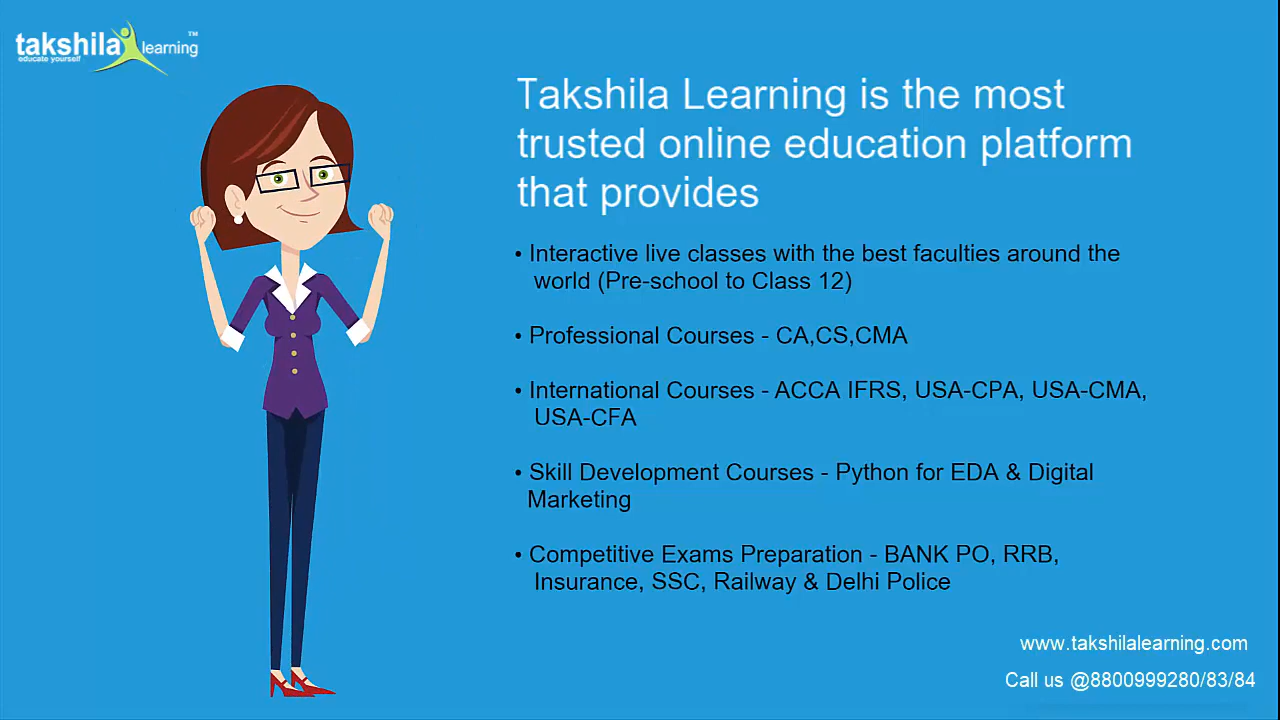 takshila learning ™
educate yourself
Takshila Learning is the most
trusted online education platform
that provides
• Interactive live classes with the best faculties around the
world (Pre-school to Class 12)
• Professional Courses - CA,CS,CMA
• International Courses - ACCA IFRS, USA-CPA, USA-CMA,
USA-CFA
• Skill Development Courses - Python for EDA & Digital
Marketing
• Competitive Exams Preparation - BANK PO, RRB,
Insurance, SSC, Railway & Delhi Police
www.takshilalearning.com
Call us @8800999280/83/84